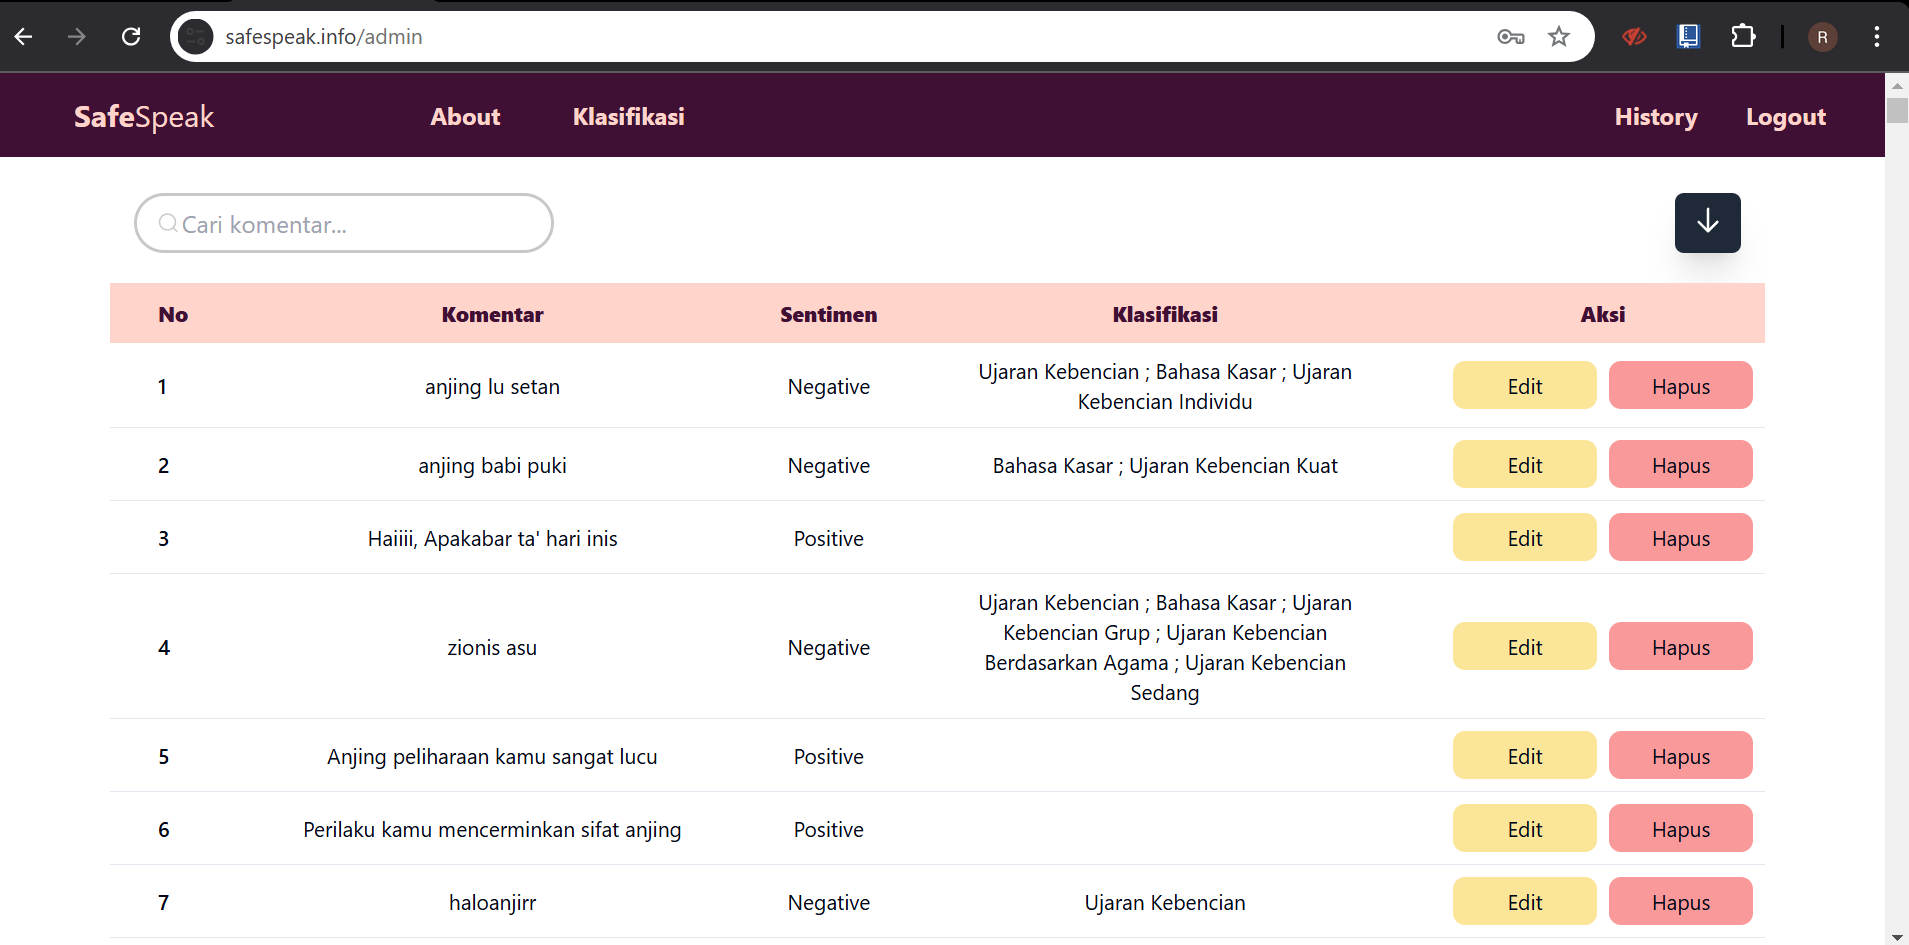 safespeak.info/admin
R
SafeSpeak About Klasifikasi History Logout
Cari komentar...
No Komentar Sentimen Klasifikasi Aksi
1 anjing lu setan Negative Ujaran Kebencian ; Bahasa Kasar ; Ujaran Kebencian Individu Edit Hapus
2 anjing babi puki Negative Bahasa Kasar ; Ujaran Kebencian Kuat Edit Hapus
3 Haiiii, Apakabar ta' hari inis Positive Edit Hapus
4 zionis asu Negative Ujaran Kebencian ; Bahasa Kasar ; Ujaran Kebencian Grup ; Ujaran Kebencian Berdasarkan Agama ; Ujaran Kebencian Sedang Edit Hapus
5 Anjing peliharaan kamu sangat lucu Positive Edit Hapus
6 Perilaku kamu mencerminkan sifat anjing Positive Edit Hapus
7 haloanjirr Negative Ujaran Kebencian Edit Hapus